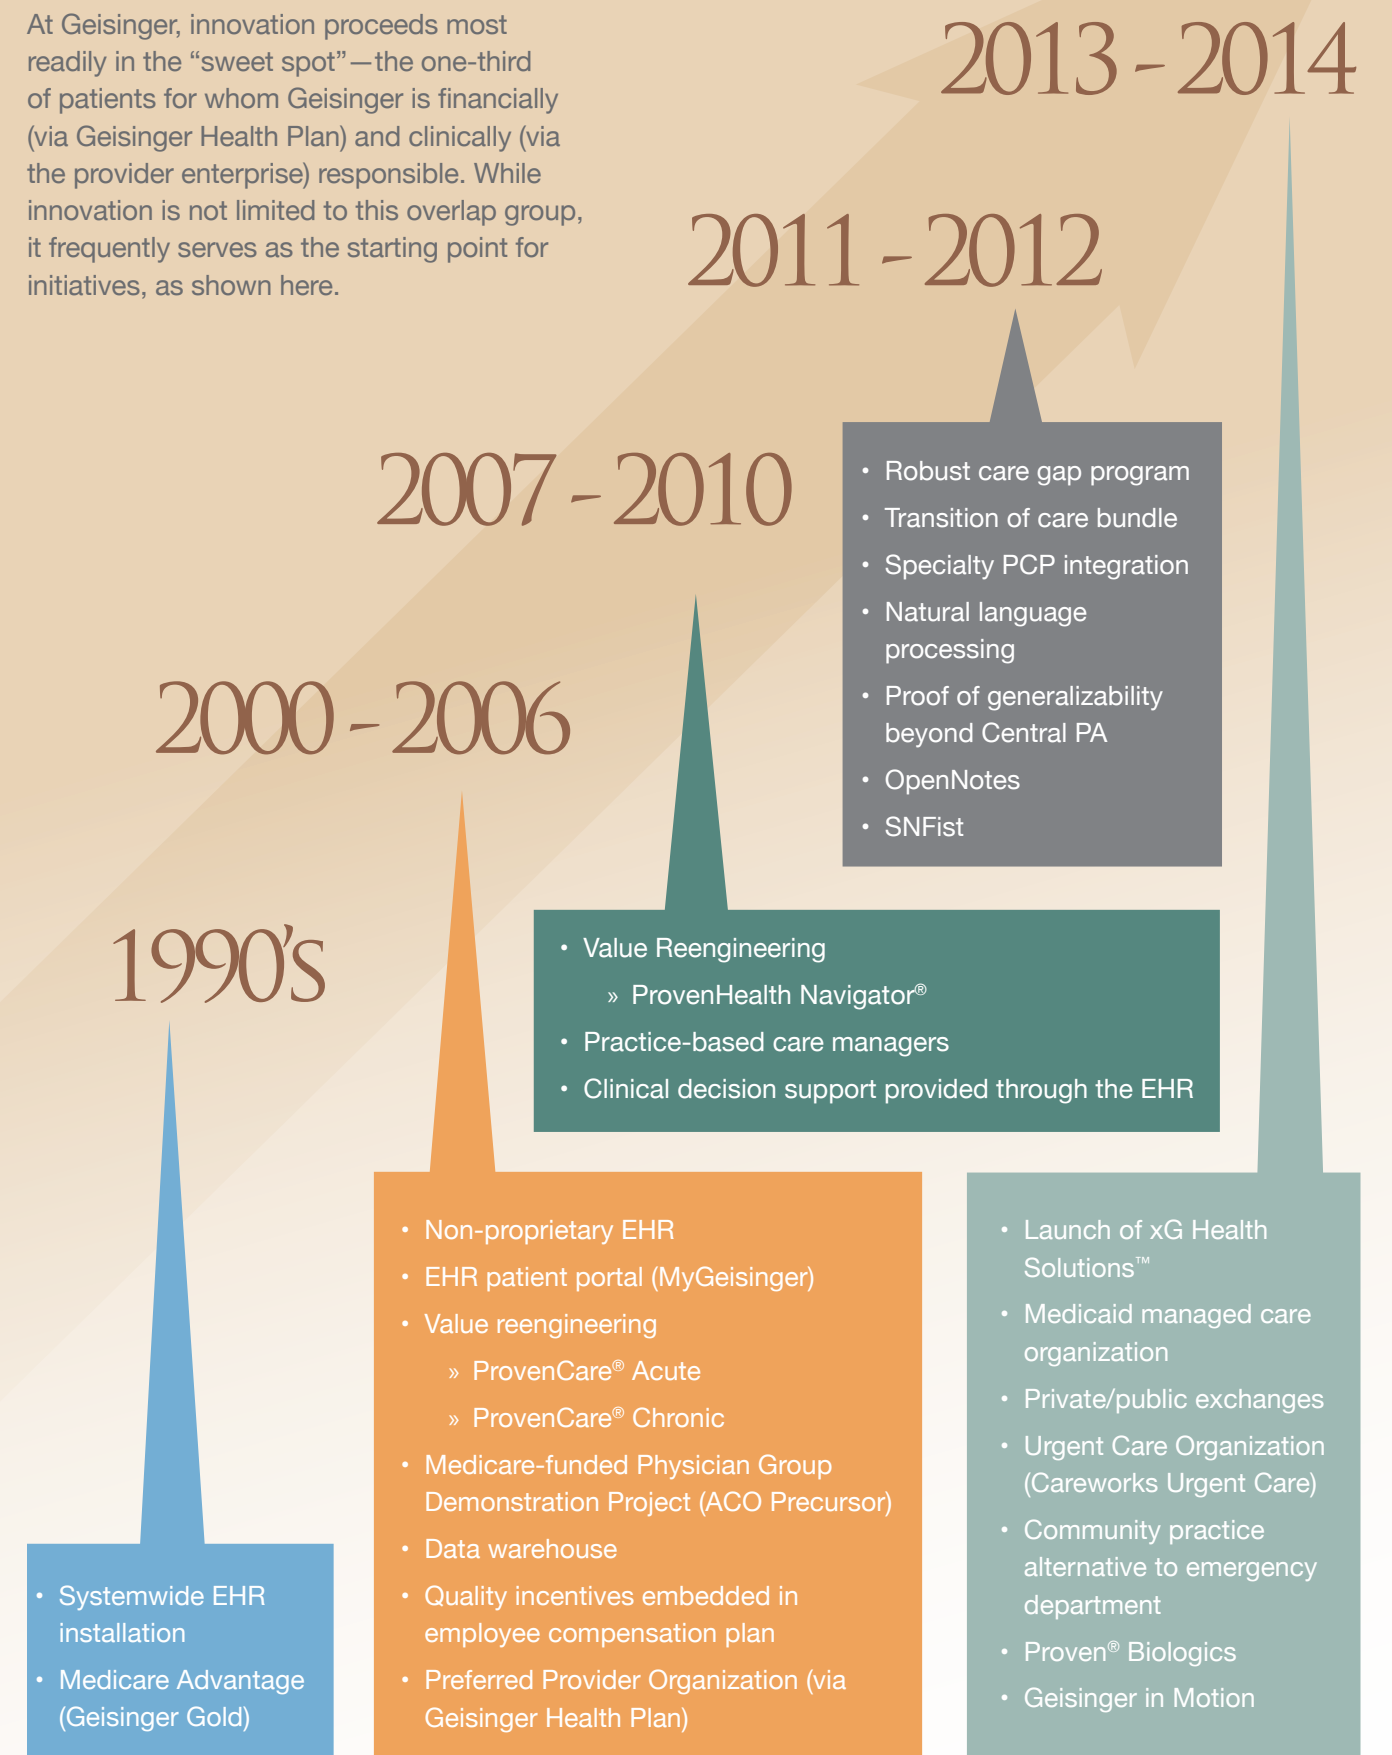 At Geisinger, innovation proceeds most
readily in the “sweet spot”—the one-third
of patients for whom Geisinger is financially
(via Geisinger Health Plan) and clinically (via
the provider enterprise) responsible. While
innovation is not limited to this overlap group,
it frequently serves as the starting point for
initiatives, as shown here.
2013 - 2014
2011 - 2012
2007 - 2010
2000 - 2006
1990’s
• Robust care gap program
• Transition of care bundle
• Specialty PCP integration
• Natural language
processing
• Proof of generalizability
beyond Central PA
• OpenNotes
• SNFist
• Value Reengineering
» ProvenHealth Navigator®
• Practice-based care managers
• Clinical decision support provided through the EHR
• Systemwide EHR
installation
• Medicare Advantage
(Geisinger Gold)
• Non-proprietary EHR
• EHR patient portal (MyGeisinger)
• Value reengineering
» ProvenCare® Acute
» ProvenCare® Chronic
• Medicare-funded Physician Group
Demonstration Project (ACO Precursor)
• Data warehouse
• Quality incentives embedded in
employee compensation plan
• Preferred Provider Organization (via
Geisinger Health Plan)
• Launch of xG Health
Solutions™
• Medicaid managed care
organization
• Private/public exchanges
• Urgent Care Organization
(Careworks Urgent Care)
• Community practice
alternative to emergency
department
• Proven® Biologics
• Geisinger in Motion